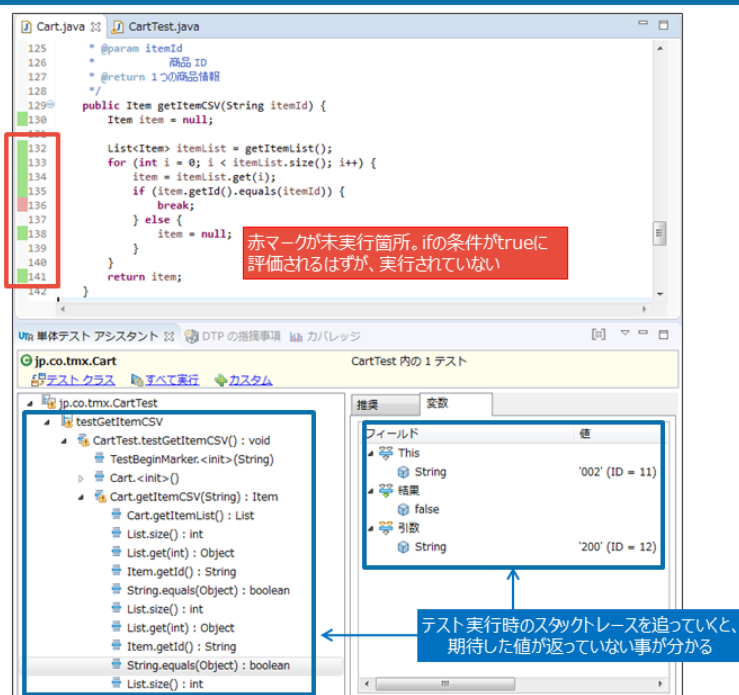 Cart.java CartTest.java
125 * @param itemId
126 * 商品 ID
127 * @return 1つの商品情報
128 */
129 public Item getItemCSV(String itemId) {
130 Item item = null;
131
132 List<Item> itemList = getItemList();
133 for (int i = 0; i < itemList.size(); i++) {
134 item = itemList.get(i);
135 if (item.getId().equals(itemId)) {
136 break;
137 } else {
138 item = null;
139 }
140 }
141 return item;
142 }
赤マークが未実行箇所。ifの条件がtrueに
評価されるはずが、実行されていない
UTA 単体テスト アシスタント DTP の指摘事項 カバレッジ
jp.co.tmx.Cart CartTest 内の 1 テスト
テスト クラス すべて実行 カスタム
jp.co.tmx.CartTest
testGetItemCSV
CartTest.testGetItemCSV() : void
TestBeginMarker.<init>(String)
Cart.<init>()
Cart.getItemCSV(String) : Item
Cart.getItemList() : List
List.size() : int
List.get(int) : Object
Item.getId() : String
String.equals(Object) : boolean
List.size() : int
List.get(int) : Object
Item.getId() : String
String.equals(Object) : boolean
List.size() : int
推奨 変数
フィールド 値
This
String '002' (ID = 11)
結果
false
引数
String '200' (ID = 12)
テスト実行時のスタックトレースを追っていくと、
期待した値が返っていない事が分かる